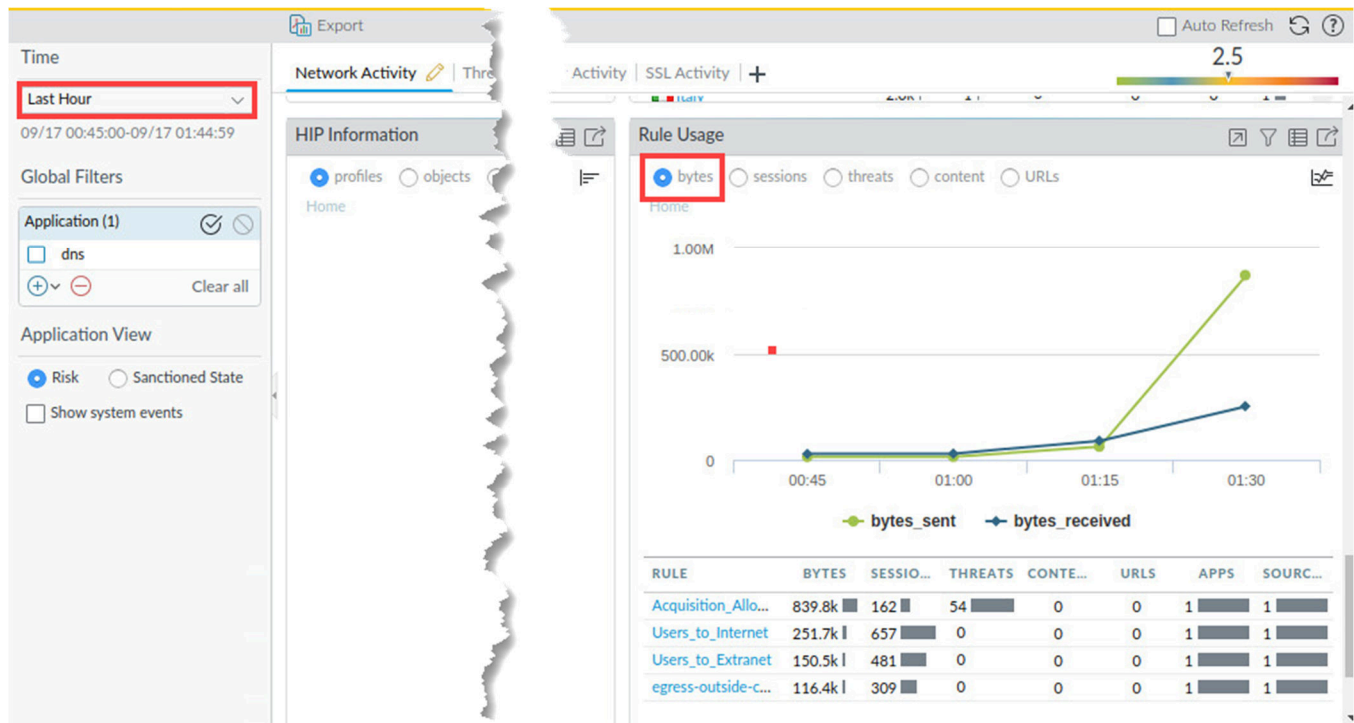 Export
Auto Refresh
Time
Network Activity
Activity
SSL Activity
2.5
Last Hour
Italy
09/17 00:45:00-09/17 01:44:59
HIP Information
Rule Usage
Global Filters
profiles
objects
bytes
sessions
threats
content
URLs
Home
Home
Application (1)
dns
Clear all
Application View
Risk
Sanctioned State
Show system events
1.00M
500.00k
0
00:45 01:00 01:15 01:30
bytes_sent bytes_received
RULE BYTES SESSIO... THREATS CONTE... URLS APPS SOURC...
Acquisition_Allo... 839.8k 162 54 0 0 1 1
Users_to_Internet 251.7k 657 0 0 0 1 1
Users_to_Extranet 150.5k 481 0 0 0 1 1
egress-outside-c... 116.4k 309 0 0 0 1 1